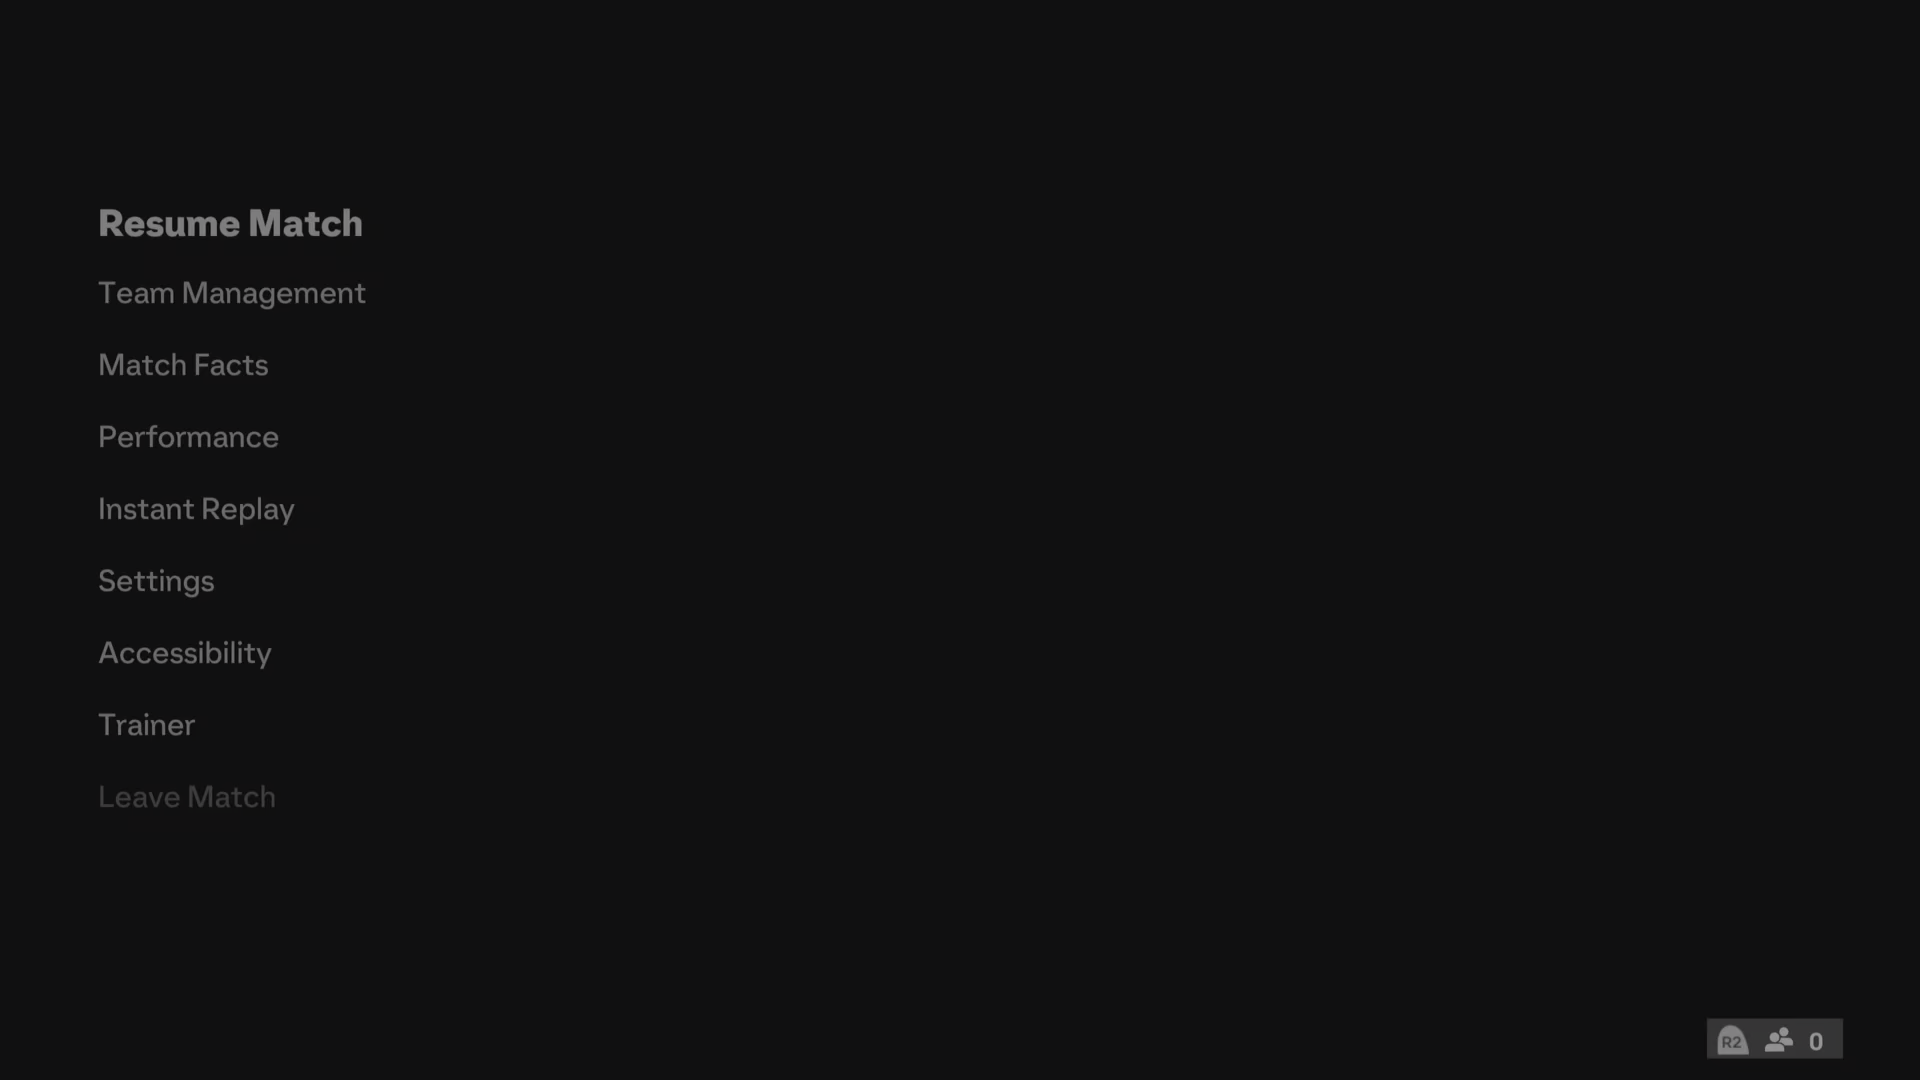 Resume Match
Team Management
Match Facts
Performance
Instant Replay
Settings
Accessibility
Trainer
Leave Match
R2 0